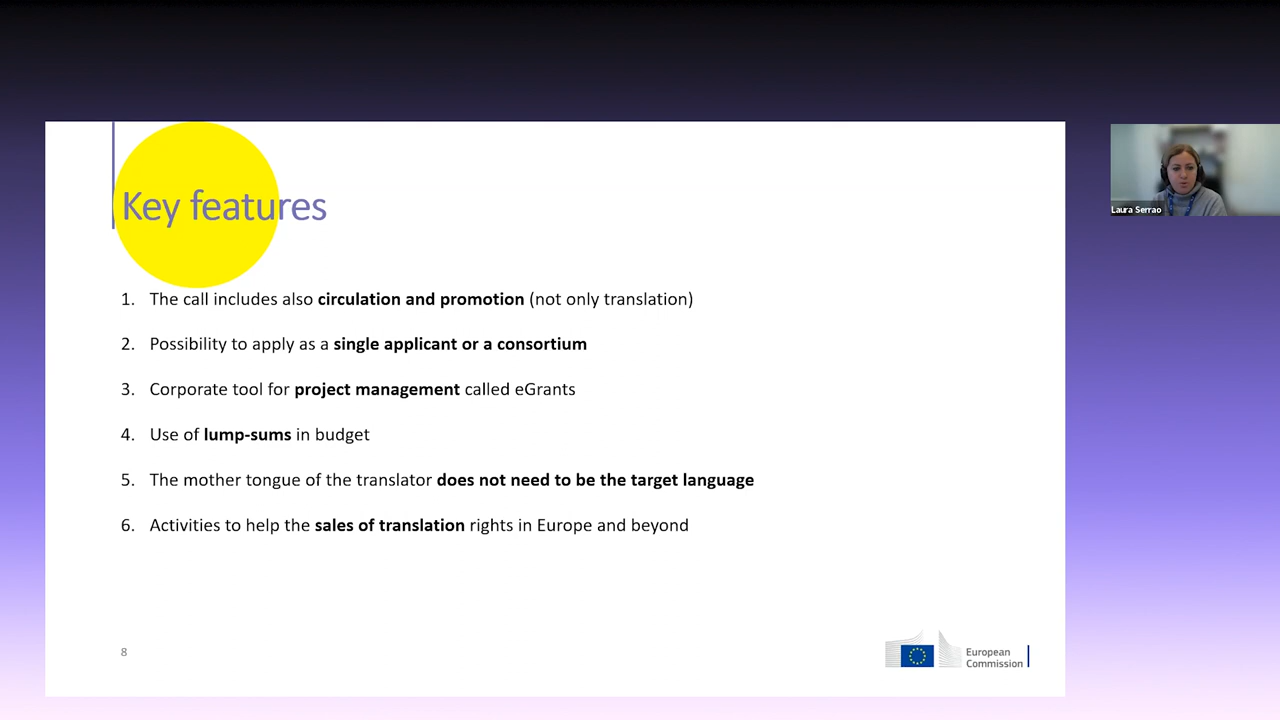 Key features
1. The call includes also circulation and promotion (not only translation)
2. Possibility to apply as a single applicant or a consortium
3. Corporate tool for project management called eGrants
4. Use of lump-sums in budget
5. The mother tongue of the translator does not need to be the target language
6. Activities to help the sales of translation rights in Europe and beyond
8
European
Commission
Laura Serrao